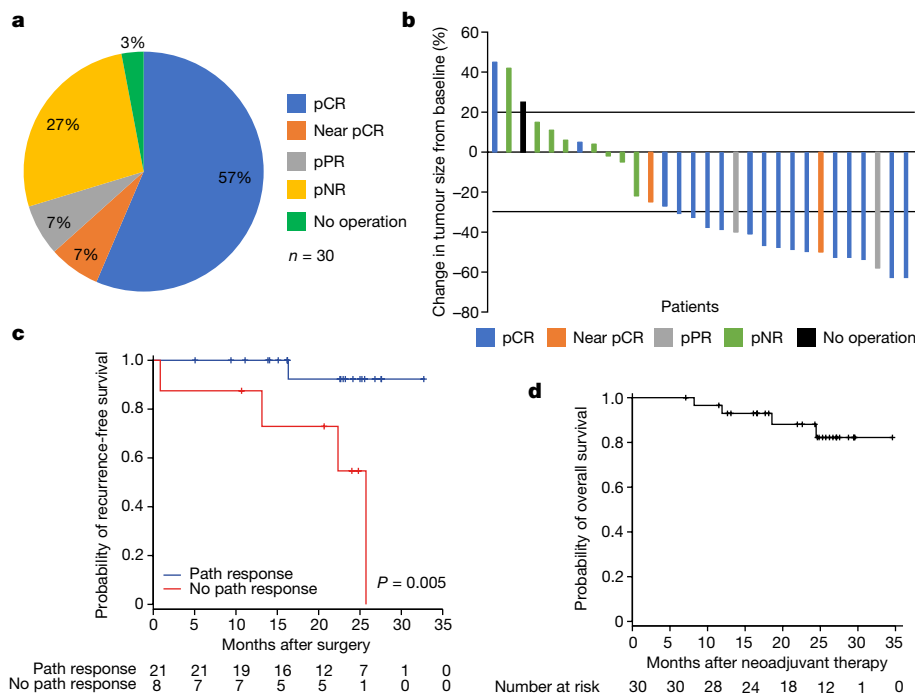 a
3%
57%
27%
7%
7%
pCR
Near pCR
pPR
pNR
No operation
n = 30
b
Change in tumour size from baseline (%)
60
40
20
0
–20
–40
–60
–80
Patients
pCR Near pCR pPR pNR No operation
c
Probability of recurrence-free survival
1.0
0.8
0.6
0.4
0.2
0
Path response
No path response
P = 0.005
0 5 10 15 20 25 30 35
Months after surgery
Path response 21 21 19 16 12 7 1 0
No path response 8 7 7 5 5 1 0 0
d
Probability of overall survival
1.0
0.8
0.6
0.4
0.2
0
0 5 10 15 20 25 30 35
Months after neoadjuvant therapy
Number at risk 30 30 28 24 18 12 1 0